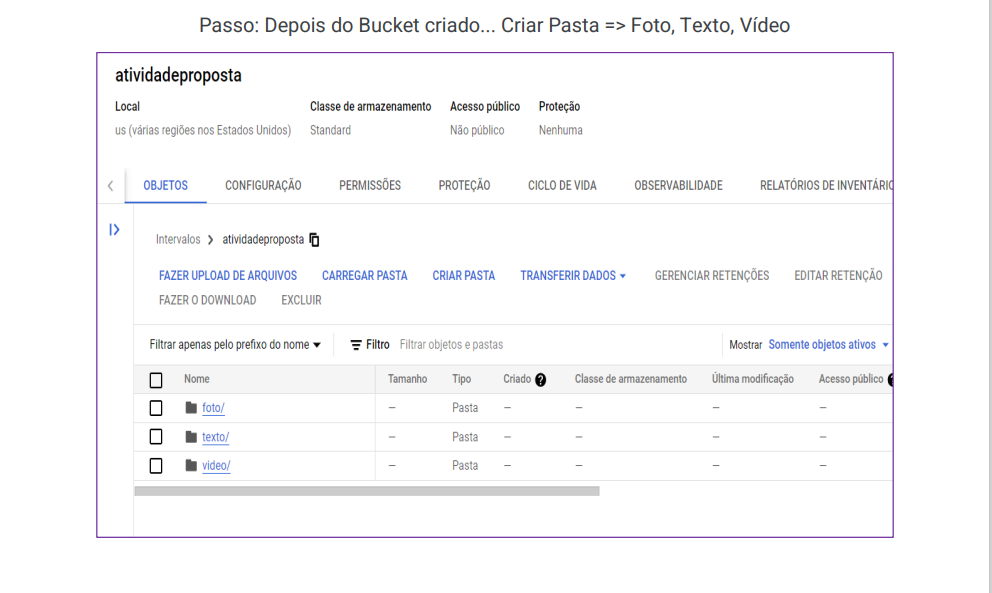 Passo: Depois do Bucket criado... Criar Pasta => Foto, Texto, Vídeo
atividadeproposta
Local Classe de armazenamento Acesso público Proteção
us (várias regiões nos Estados Unidos) Standard Não público Nenhuma
OBJETOS CONFIGURAÇÃO PERMISSÕES PROTEÇÃO CICLO DE VIDA OBSERVABILIDADE RELATÓRIOS DE INVENTÁRIO
Intervalos > atividadeproposta
FAZER UPLOAD DE ARQUIVOS CARREGAR PASTA CRIAR PASTA TRANSFERIR DADOS GERENCIAR RETENÇÕES EDITAR RETENÇÃO
FAZER O DOWNLOAD EXCLUIR
Filtrar apenas pelo prefixo do nome Filtro Filtrar objetos e pastas Mostrar Somente objetos ativos
Nome Tamanho Tipo Criado ? Classe de armazenamento Última modificação Acesso público ?
foto/ — Pasta — — — —
texto/ — Pasta — — — —
video/ — Pasta — — — —